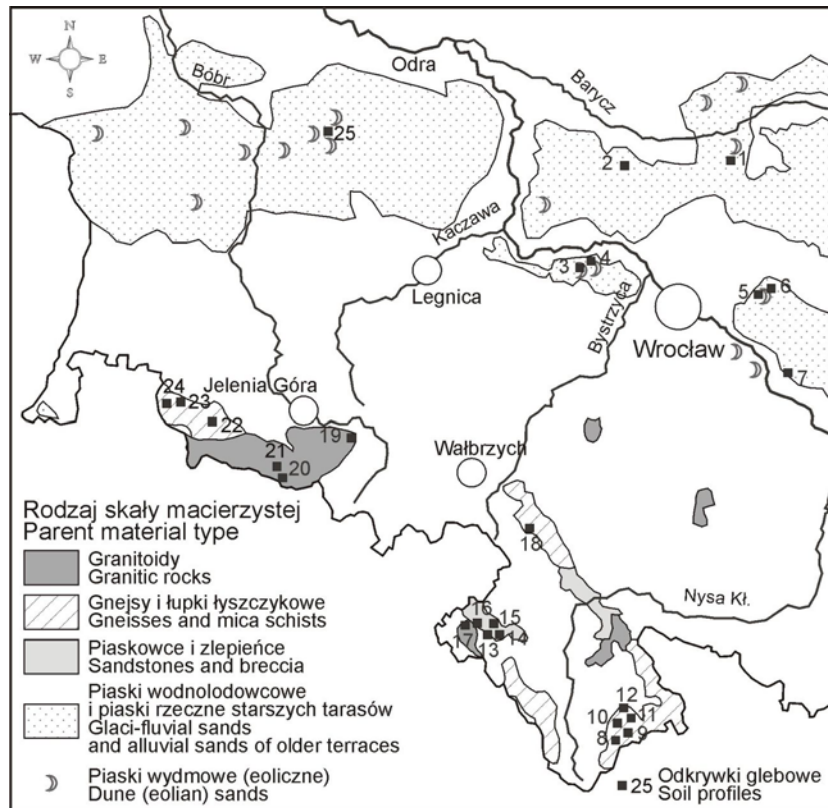 N
W E
S
Bóbr
Odra
Barycz
25
2
1
Kaczawa
3
4
5
6
Legnica
Bystrzyca
Wrocław
7
24
23
Jelenia Góra
22
19
21
20
Wałbrzych
18
Nysa Kł.
16
15
17
13
14
12
10
11
8
9
Rodzaj skały macierzystej
Parent material type
Granitoidy
Granitic rocks
Gnejsy i łupki łyszczykowe
Gneisses and mica schists
Piaskowce i zlepieńce
Sandstones and breccia
Piaski wodnolodowcowe
i piaski rzeczne starszych tarasów
Glaci-fluvial sands
and alluvial sands of older terraces
Piaski wydmowe (eoliczne)
Dune (eolian) sands
25 Odkrywki glebowe
Soil profiles